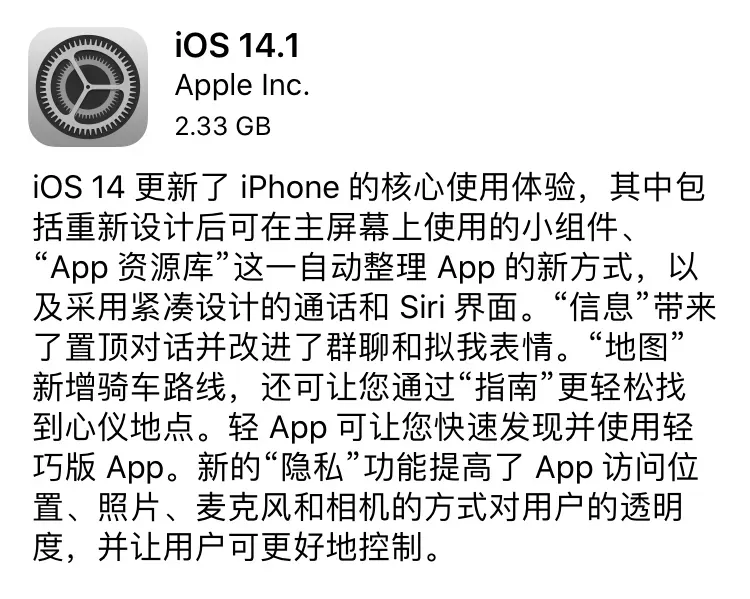 iOS 14.1
Apple Inc.
2.33 GB
iOS 14 更新了 iPhone 的核心使用体验，其中包
括重新设计后可在主屏幕上使用的小组件、
“App 资源库”这一自动整理 App 的新方式，以
及采用紧凑设计的通话和 Siri 界面。“信息”带来
了置顶对话并改进了群聊和拟我表情。“地图”
新增骑车路线，还可让您通过“指南”更轻松找
到心仪地点。轻 App 可让您快速发现并使用轻
巧版 App。新的“隐私”功能提高了 App 访问位
置、照片、麦克风和相机的方式对用户的透明
度，并让用户可更好地控制。